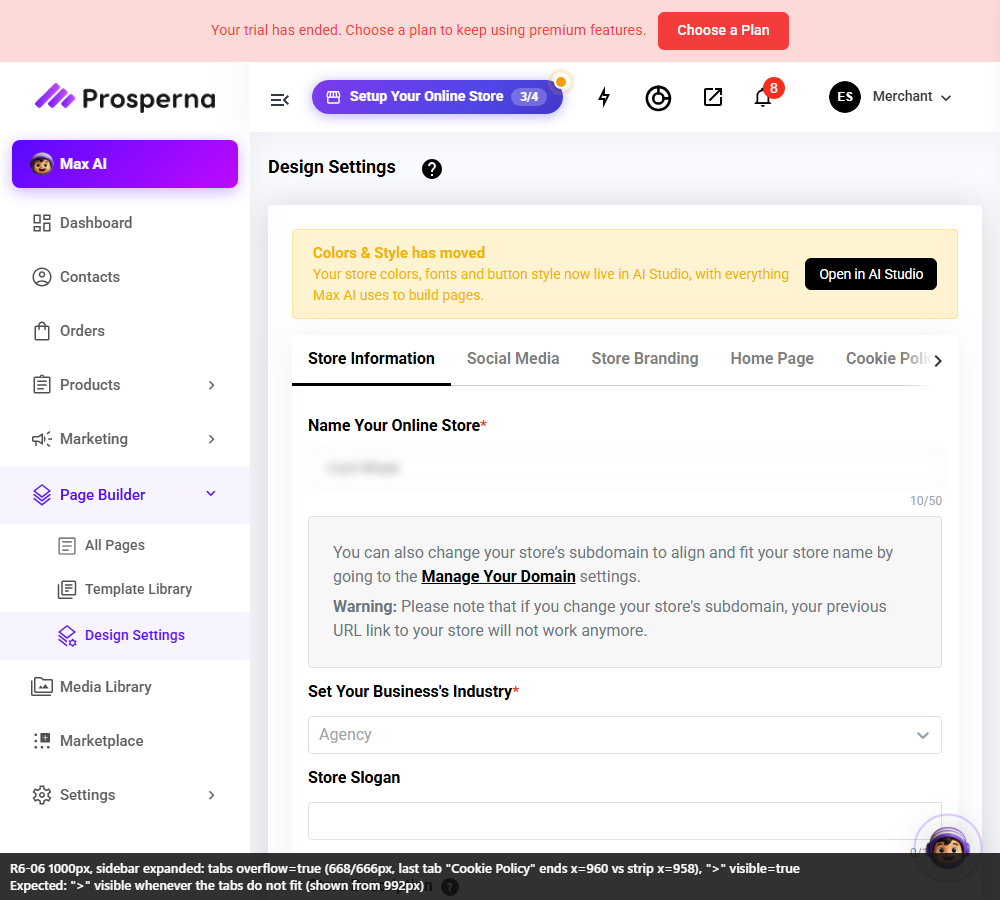 Your trial has ended. Choose a plan to keep using premium features.
Choose a Plan
Prosperna
Setup Your Online Store 3/4
8
ES
Merchant
Max AI
Dashboard
Contacts
Orders
Products
Marketing
Page Builder
All Pages
Template Library
Design Settings
Media Library
Marketplace
Settings
Design Settings
?
Colors & Style has moved
Your store colors, fonts and button style now live in AI Studio, with everything
Max AI uses to build pages.
Open in AI Studio
Store Information
Social Media
Store Branding
Home Page
Cookie
Name Your Online Store*
10/50
You can also change your store’s subdomain to align and fit your store name by
going to the Manage Your Domain settings.
Warning: Please note that if you change your store's subdomain, your previous
URL link to your store will not work anymore.
Set Your Business's Industry*
Agency
Store Slogan
R6-06 1000px, sidebar expanded: tabs overflow=true (668/666px, last tab "Cookie Policy" ends x=960 vs strip x=958), ">" visible=true
Expected: ">" visible whenever the tabs do not fit (shown from 992px)